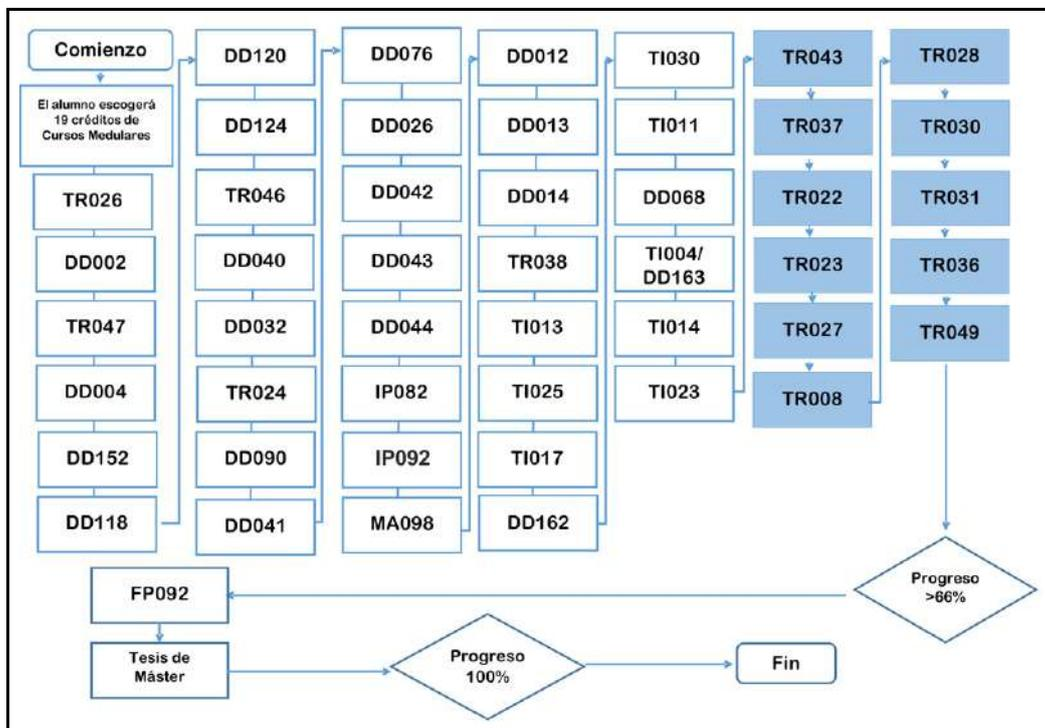 Comienzo
El alumno escogerá
19 créditos de
Cursos Medulares
TR026
DD002
TR047
DD004
DD152
DD118
DD120
DD124
TR046
DD040
DD032
TR024
DD090
DD041
DD076
DD026
DD042
DD043
DD044
IP082
IP092
MA098
DD012
DD013
DD014
TR038
TI013
TI025
TI017
DD162
TI030
TI011
DD068
TI004/
DD163
TI014
TI023
TR043
TR037
TR022
TR023
TR027
TR008
TR028
TR030
TR031
TR036
TR049
Progreso
>66%
FP092
Tesis de
Máster
Progreso
100%
Fin